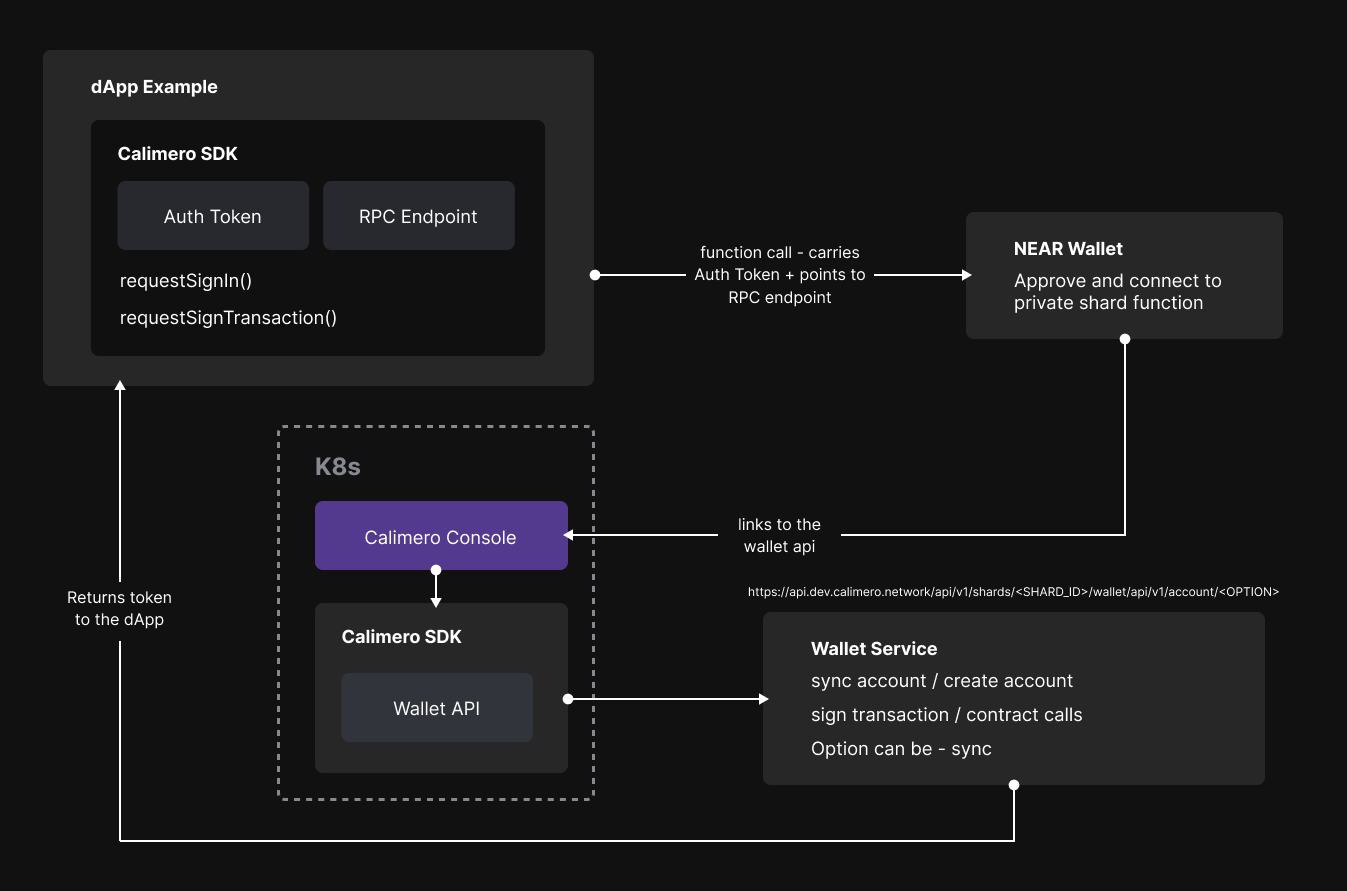 dApp Example
Calimero SDK
Auth Token
RPC Endpoint
requestSignIn()
requestSignTransaction()
function call - carries
Auth Token + points to
RPC endpoint
NEAR Wallet
Approve and connect to
private shard function
K8s
Calimero Console
links to the
wallet api
Calimero SDK
Wallet API
https://api.dev.calimero.network/api/v1/shards/<SHARD_ID>/wallet/api/v1/account/<OPTION>
Wallet Service
sync account / create account
sign transaction / contract calls
Option can be - sync
Returns token
to the dApp